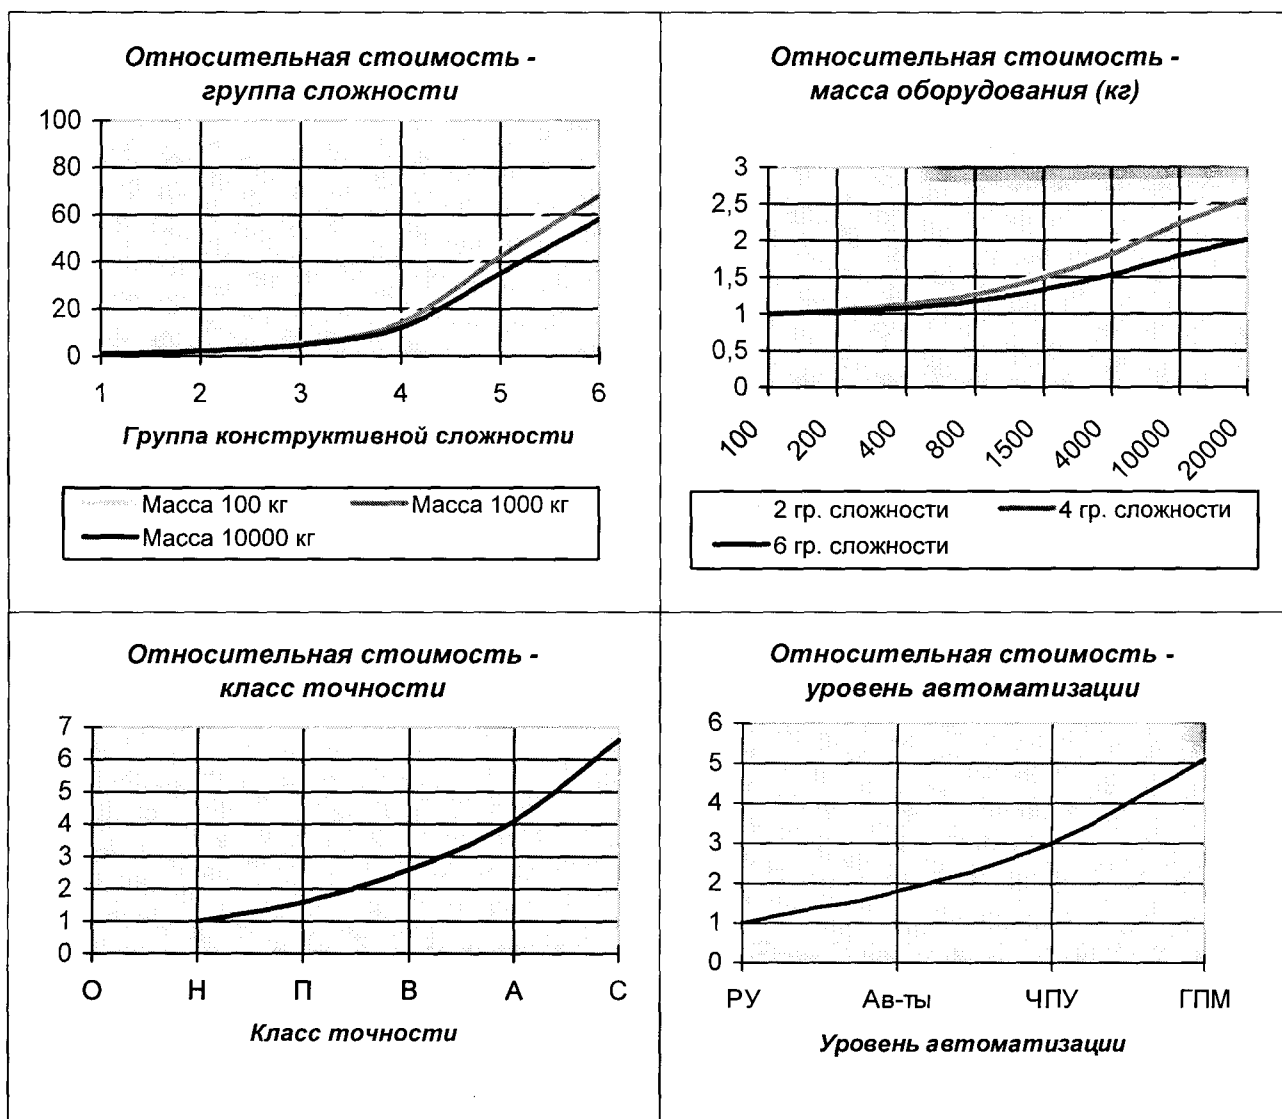 Относительная стоимость -
группа сложности
100
80
60
40
20
0
1 2 3 4 5 6
Группа конструктивной сложности
Масса 100 кг Масса 1000 кг
Масса 10000 кг
Относительная стоимость -
масса оборудования (кг)
3
2,5
2
1,5
1
0,5
0
100 200 400 800 1500 4000 10000 20000
2 гр. сложности 4 гр. сложности
6 гр. сложности
Относительная стоимость -
класс точности
7
6
5
4
3
2
1
0
О Н П В А С
Класс точности
Относительная стоимость -
уровень автоматизации
6
5
4
3
2
1
0
РУ Ав-ты ЧПУ ГПМ
Уровень автоматизации